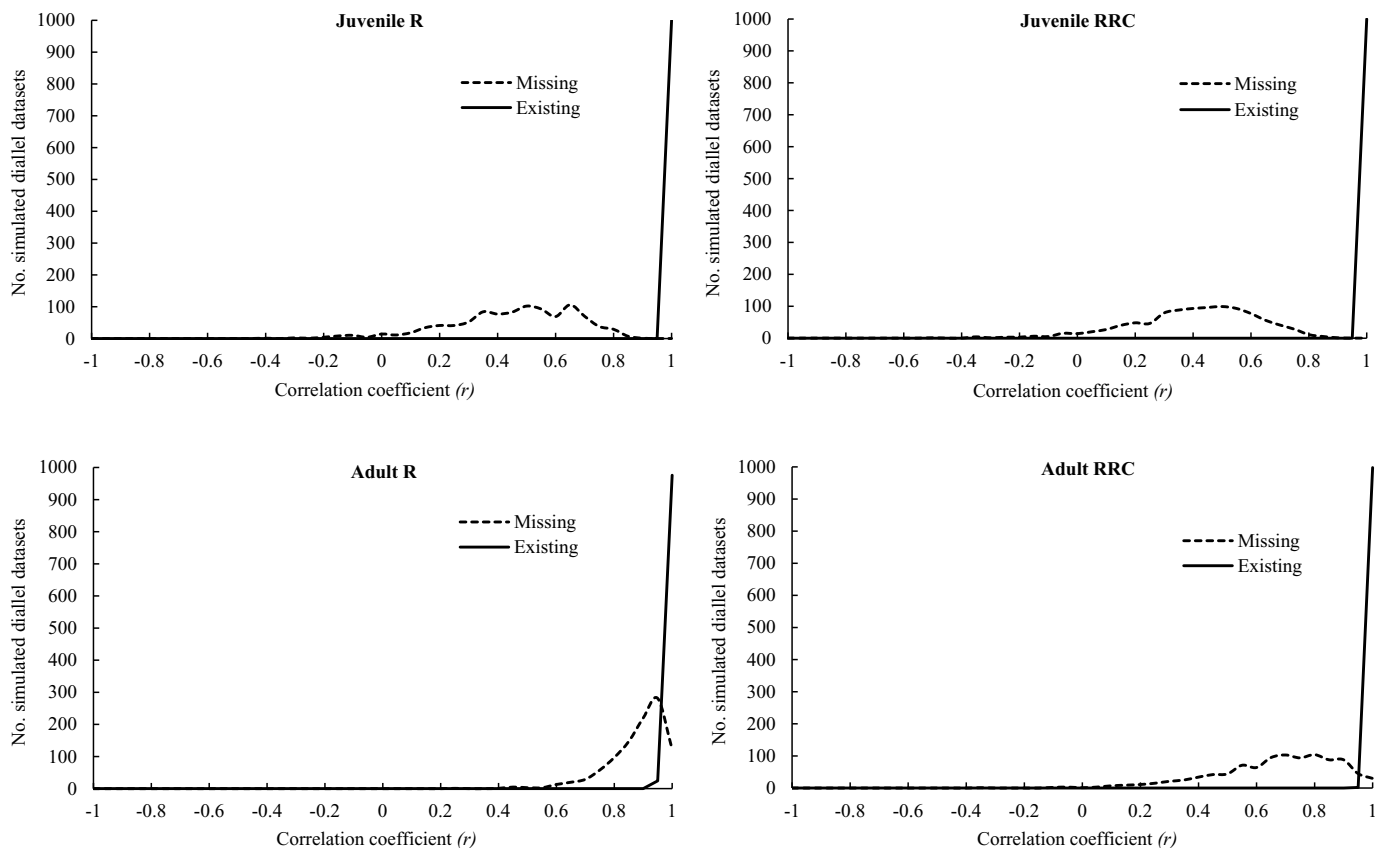 Juvenile R
No. simulated diallel datasets
1000
900
800
700
600
500
400
300
200
100
0
Missing
Existing
-1 -0.8 -0.6 -0.4 -0.2 0 0.2 0.4 0.6 0.8 1
Correlation coefficient (r)
Juvenile RRC
No. simulated diallel datasets
1000
900
800
700
600
500
400
300
200
100
0
Missing
Existing
-1 -0.8 -0.6 -0.4 -0.2 0 0.2 0.4 0.6 0.8 1
Correlation coefficient (r)
Adult R
No. simulated diallel datasets
1000
900
800
700
600
500
400
300
200
100
0
Missing
Existing
-1 -0.8 -0.6 -0.4 -0.2 0 0.2 0.4 0.6 0.8 1
Correlation coefficient (r)
Adult RRC
No. simulated diallel datasets
1000
900
800
700
600
500
400
300
200
100
0
Missing
Existing
-1 -0.8 -0.6 -0.4 -0.2 0 0.2 0.4 0.6 0.8 1
Correlation coefficient (r)